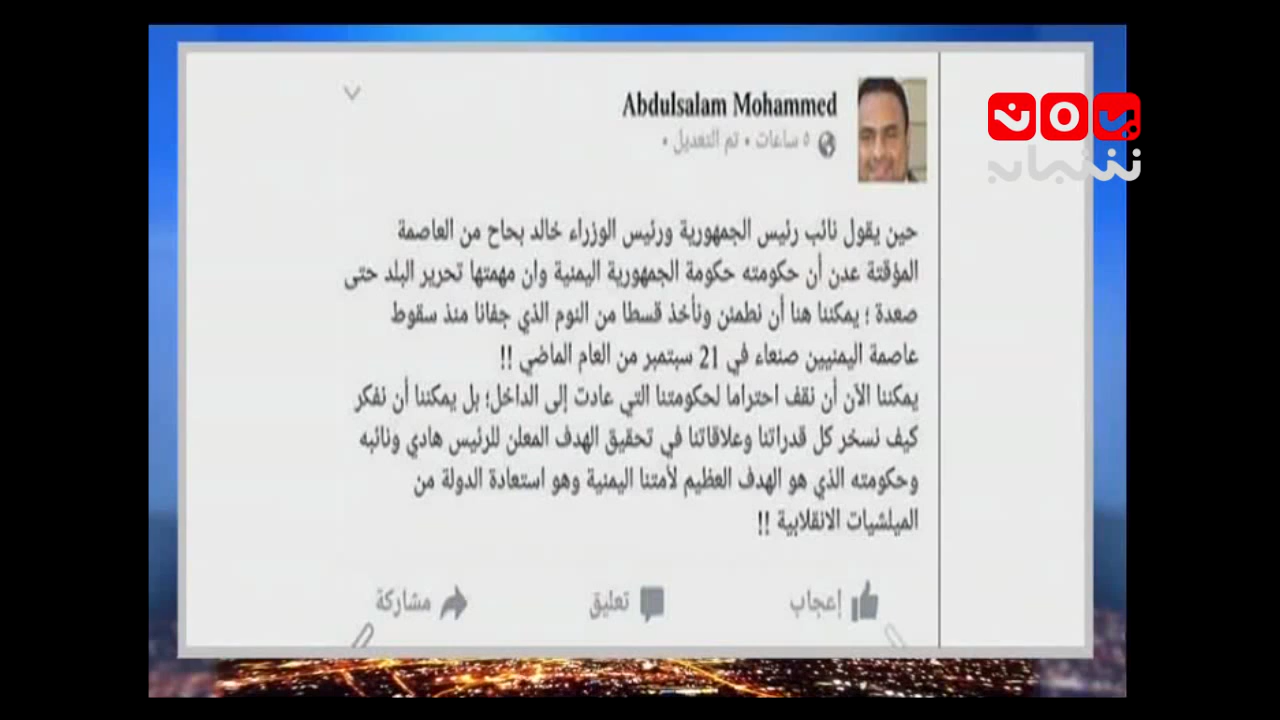 Abdulsalam Mohammed
٥ ساعات • تم التعديل •
يمن
شباب
حين يقول نائب رئيس الجمهورية ورئيس الوزراء خالد بحاح من العاصمة
المؤقتة عدن أن حكومته حكومة الجمهورية اليمنية وان مهمتها تحرير البلد حتى
صعدة ؛ يمكننا هنا أن نطمئن ونأخذ قسطا من النوم الذي جفانا منذ سقوط
عاصمة اليمنيين صنعاء في 21 سبتمبر من العام الماضي !!
يمكننا الآن أن نقف احتراما لحكومتنا التي عادت إلى الداخل؛ بل يمكننا أن نفكر
كيف نسخر كل قدراتنا وعلاقاتنا في تحقيق الهدف المعلن للرئيس هادي ونائبه
وحكومته الذي هو الهدف العظيم لأمتنا اليمنية وهو استعادة الدولة من
الميلشيات الانقلابية !!
إعجاب تعليق مشاركة